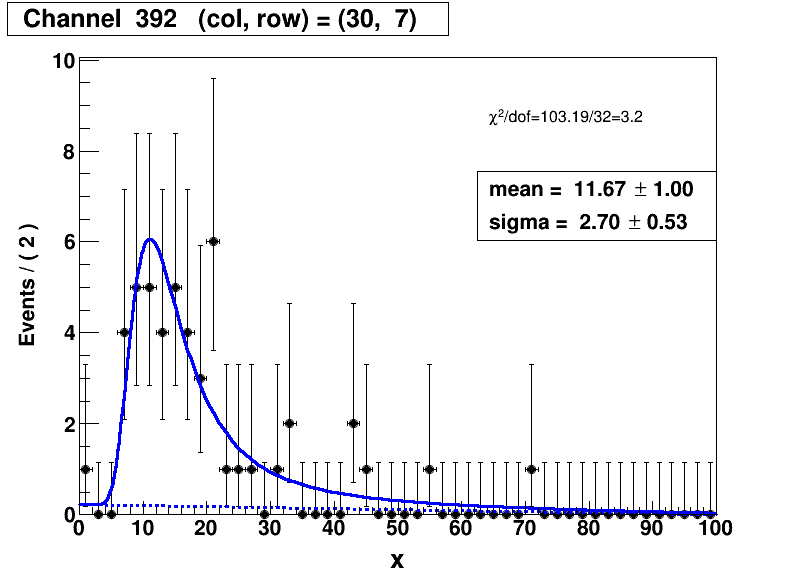 Channel 392 (col, row) = (30, 7)
χ²/dof=103.19/32=3.2
mean = 11.67 ± 1.00
sigma = 2.70 ± 0.53
Events / ( 2 )
10
8
6
4
2
0
0 10 20 30 40 50 60 70 80 90 100
x